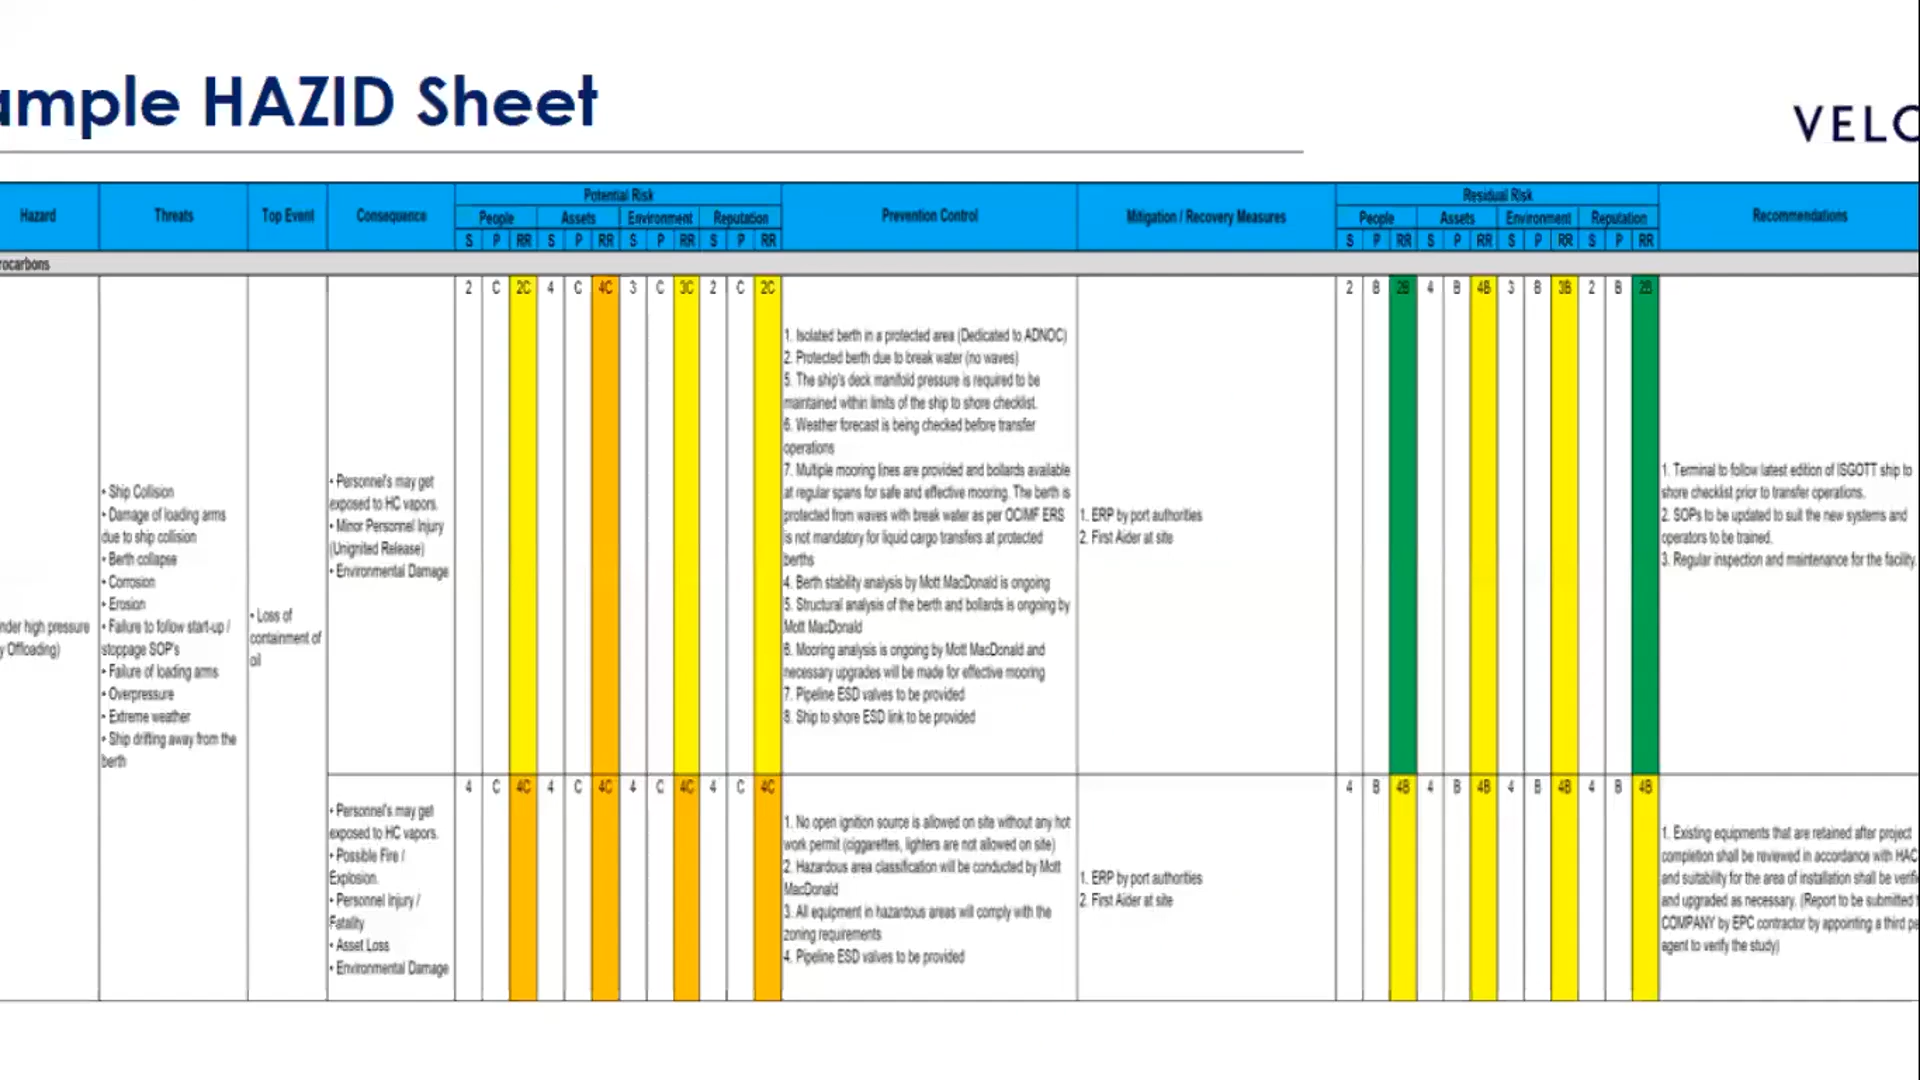 ample HAZID Sheet
VELO
Hazard
Threats
Top Event
Consequence
Potential Risk
People Assets Environment Reputation
S P RR S P RR S P RR S P RR
Prevention Control
Mitigation / Recovery Measures
Residual Risk
People Assets Environment Reputation
S P RR S P RR S P RR S P RR
Recommendations
rocarbons
nder high pressure
y Offloading)
• Ship Collision
• Damage of loading arms
due to ship collision
• Berth collapse
• Corrosion
• Erosion
• Failure to follow start-up /
stoppage SOP's
• Failure of loading arms
• Overpressure
• Extreme weather
• Ship drifting away from the
berth
• Loss of
containment of
oil
• Personnel's may get
exposed to HC vapors.
• Minor Personnel Injury
(Unignited Release)
• Environmental Damage
2 C 2C 4 C 4C 3 C 3C 2 C 2C
1. Isolated berth in a protected area (Dedicated to ADNOC)
2. Protected berth due to break water (no waves)
5. The ship's deck manifold pressure is required to be
maintained within limits of the ship to shore checklist.
6. Weather forecast is being checked before transfer
operations
7. Multiple mooring lines are provided and bollards available
at regular spans for safe and effective mooring. The berth is
protected from waves with break water as per OCIMF ERS
is not mandatory for liquid cargo transfers at protected
berths
4. Berth stability analysis by Mott MacDonald is ongoing
5. Structural analysis of the berth and bollards is ongoing by
Mott MacDonald
6. Mooring analysis is ongoing by Mott MacDonald and
necessary upgrades will be made for effective mooring
7. Pipeline ESD valves to be provided
8. Ship to shore ESD link to be provided
1. ERP by port authorities
2. First Aider at site
2 B 2B 4 B 4B 3 B 3B 2 B 2B
1. Terminal to follow latest edition of ISGOTT ship to
shore checklist prior to transfer operations.
2. SOPs to be updated to suit the new systems and
operators to be trained.
3. Regular inspection and maintenance for the facility.
• Personnel's may get
exposed to HC vapors.
• Possible Fire /
Explosion.
• Personnel Injury /
Fatality
• Asset Loss
• Environmental Damage
4 C 4C 4 C 4C 4 C 4C 4 C 4C
1. No open ignition source is allowed on site without any hot
work permit (ciggarettes, lighters are not allowed on site)
2. Hazardous area classification will be conducted by Mott
MacDonald
3. All equipment in hazardous areas will comply with the
zoning requirements
4. Pipeline ESD valves to be provided
1. ERP by port authorities
2. First Aider at site
4 B 4B 4 B 4B 4 B 4B 4 B 4B
1. Existing equipments that are retained after project
completion shall be reviewed in accordance with HAC
and suitability for the area of installation shall be verifi
and upgraded as necessary. (Report to be submitted t
COMPANY by EPC contractor by appointing a third pa
agent to verify the study)